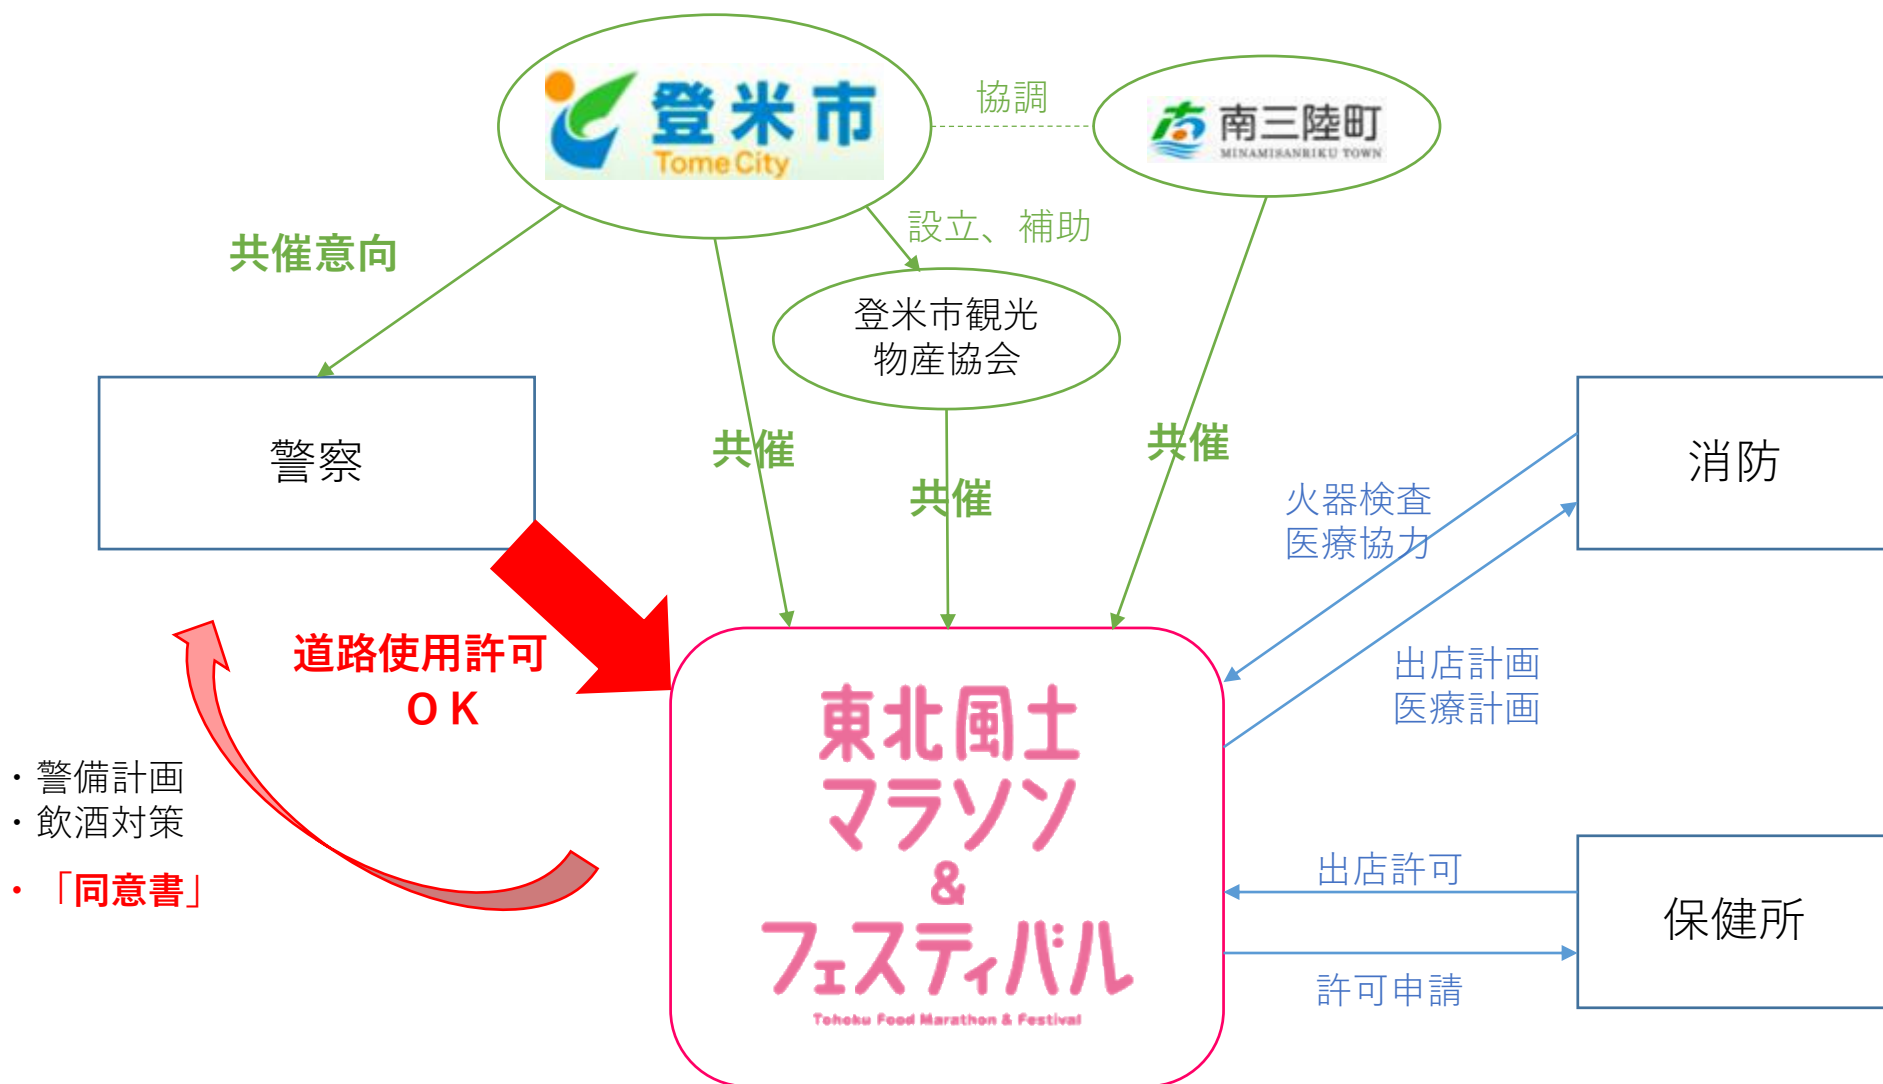 登米市
Tome City
協調
南三陸町
MINAMISANRIKU TOWN
共催意向
設立、補助
登米市観光
物産協会
警察
共催
共催
共催
消防
火器検査
医療協力
出店計画
医療計画
道路使用許可
ＯＫ
・警備計画
・飲酒対策
・「同意書」
東北風土
マラソン
&
フェスティバル
Tohoku Food Marathon & Festival
出店許可
保健所
許可申請